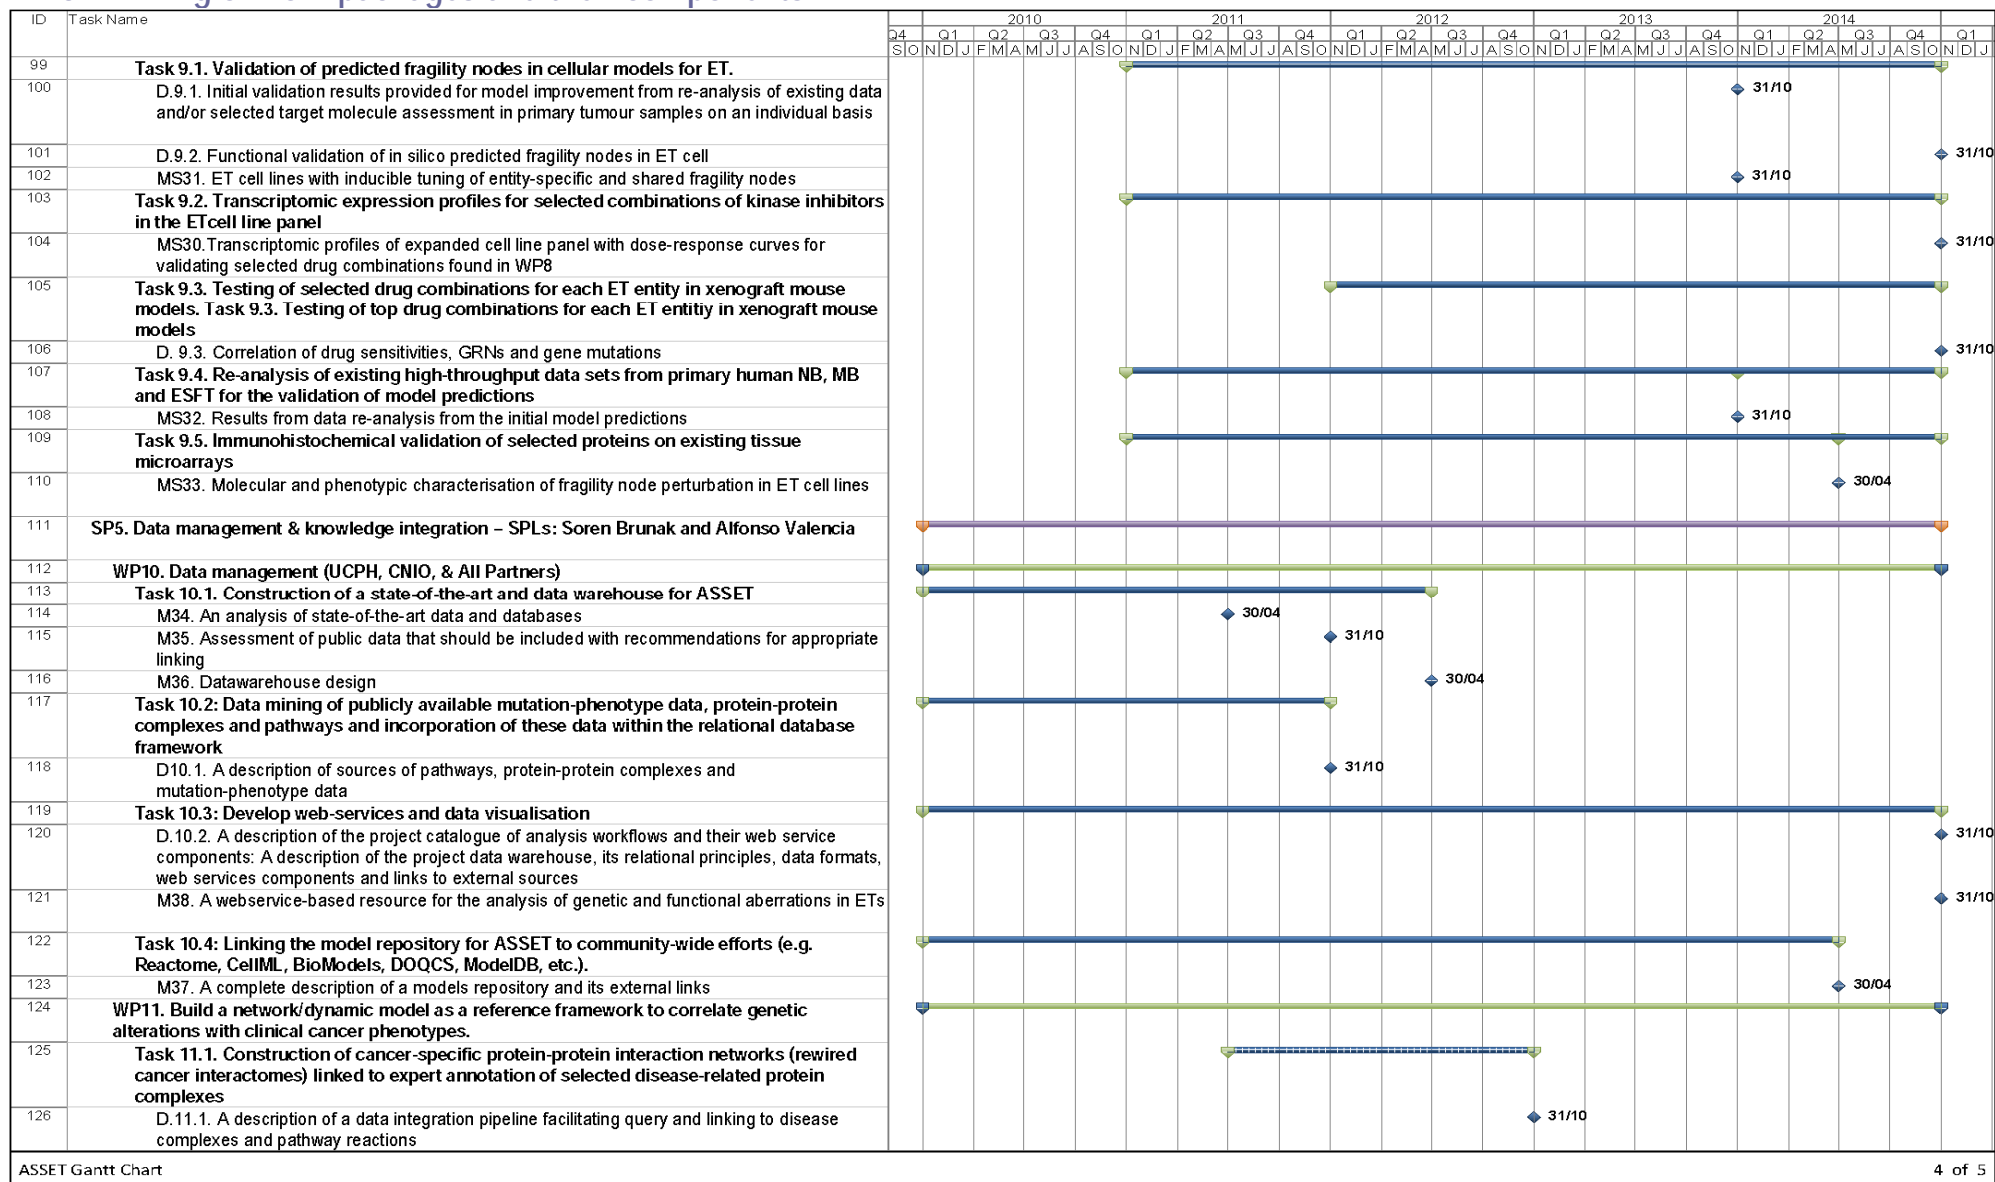 ID Task Name 2010 2011 2012 2013 2014
Q4 Q1 Q2 Q3 Q4 Q1 Q2 Q3 Q4 Q1 Q2 Q3 Q4 Q1 Q2 Q3 Q4 Q1 Q2 Q3 Q4 Q1
S O N D J F M A M J J A S O N D J F M A M J J A S O N D J F M A M J J A S O N D J F M A M J J A S O N D J F M A M J J A S O N D J
99 Task 9.1. Validation of predicted fragility nodes in cellular models for ET.
100 D.9.1. Initial validation results provided for model improvement from re-analysis of existing data 31/10
and/or selected target molecule assessment in primary tumour samples on an individual basis
101 D.9.2. Functional validation of in silico predicted fragility nodes in ET cell 31/10
102 MS31. ET cell lines with inducible tuning of entity-specific and shared fragility nodes 31/10
103 Task 9.2. Transcriptomic expression profiles for selected combinations of kinase inhibitors
in the ETcell line panel
104 MS30.Transcriptomic profiles of expanded cell line panel with dose-response curves for 31/10
validating selected drug combinations found in WP8
105 Task 9.3. Testing of selected drug combinations for each ET entity in xenograft mouse
models. Task 9.3. Testing of top drug combinations for each ET entitiy in xenograft mouse
models
106 D. 9.3. Correlation of drug sensitivities, GRNs and gene mutations 31/10
107 Task 9.4. Re-analysis of existing high-throughput data sets from primary human NB, MB
and ESFT for the validation of model predictions
108 MS32. Results from data re-analysis from the initial model predictions 31/10
109 Task 9.5. Immunohistochemical validation of selected proteins on existing tissue
microarrays
110 MS33. Molecular and phenotypic characterisation of fragility node perturbation in ET cell lines 30/04
111 SP5. Data management & knowledge integration – SPLs: Soren Brunak and Alfonso Valencia
112 WP10. Data management (UCPH, CNIO, & All Partners)
113 Task 10.1. Construction of a state-of-the-art and data warehouse for ASSET
114 M34. An analysis of state-of-the-art data and databases 30/04
115 M35. Assessment of public data that should be included with recommendations for appropriate 31/10
linking
116 M36. Datawarehouse design 30/04
117 Task 10.2: Data mining of publicly available mutation-phenotype data, protein-protein
complexes and pathways and incorporation of these data within the relational database
framework
118 D10.1. A description of sources of pathways, protein-protein complexes and 31/10
mutation-phenotype data
119 Task 10.3: Develop web-services and data visualisation
120 D.10.2. A description of the project catalogue of analysis workflows and their web service 31/10
components: A description of the project data warehouse, its relational principles, data formats,
web services components and links to external sources
121 M38. A webservice-based resource for the analysis of genetic and functional aberrations in ETs 31/10
122 Task 10.4: Linking the model repository for ASSET to community-wide efforts (e.g.
Reactome, CellML, BioModels, DOQCS, ModelDB, etc.).
123 M37. A complete description of a models repository and its external links 30/04
124 WP11. Build a network/dynamic model as a reference framework to correlate genetic
alterations with clinical cancer phenotypes.
125 Task 11.1. Construction of cancer-specific protein-protein interaction networks (rewired
cancer interactomes) linked to expert annotation of selected disease-related protein
complexes
126 D.11.1. A description of a data integration pipeline facilitating query and linking to disease 31/10
complexes and pathway reactions
ASSET Gantt Chart 4 of 5